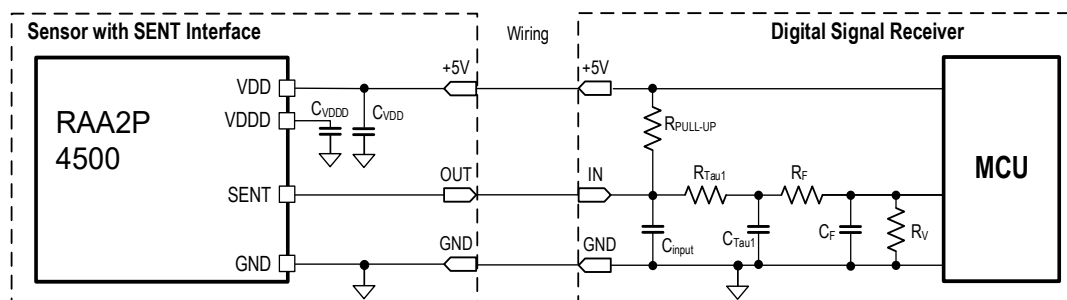 Sensor with SENT Interface
Wiring
Digital Signal Receiver
RAA2P
4500
VDD
VDDD
SENT
GND
CVDDD
CVDD
+5V
OUT
GND
+5V
IN
GND
RPULL-UP
RTau1
RF
Cinput
CTau1
CF
RV
MCU